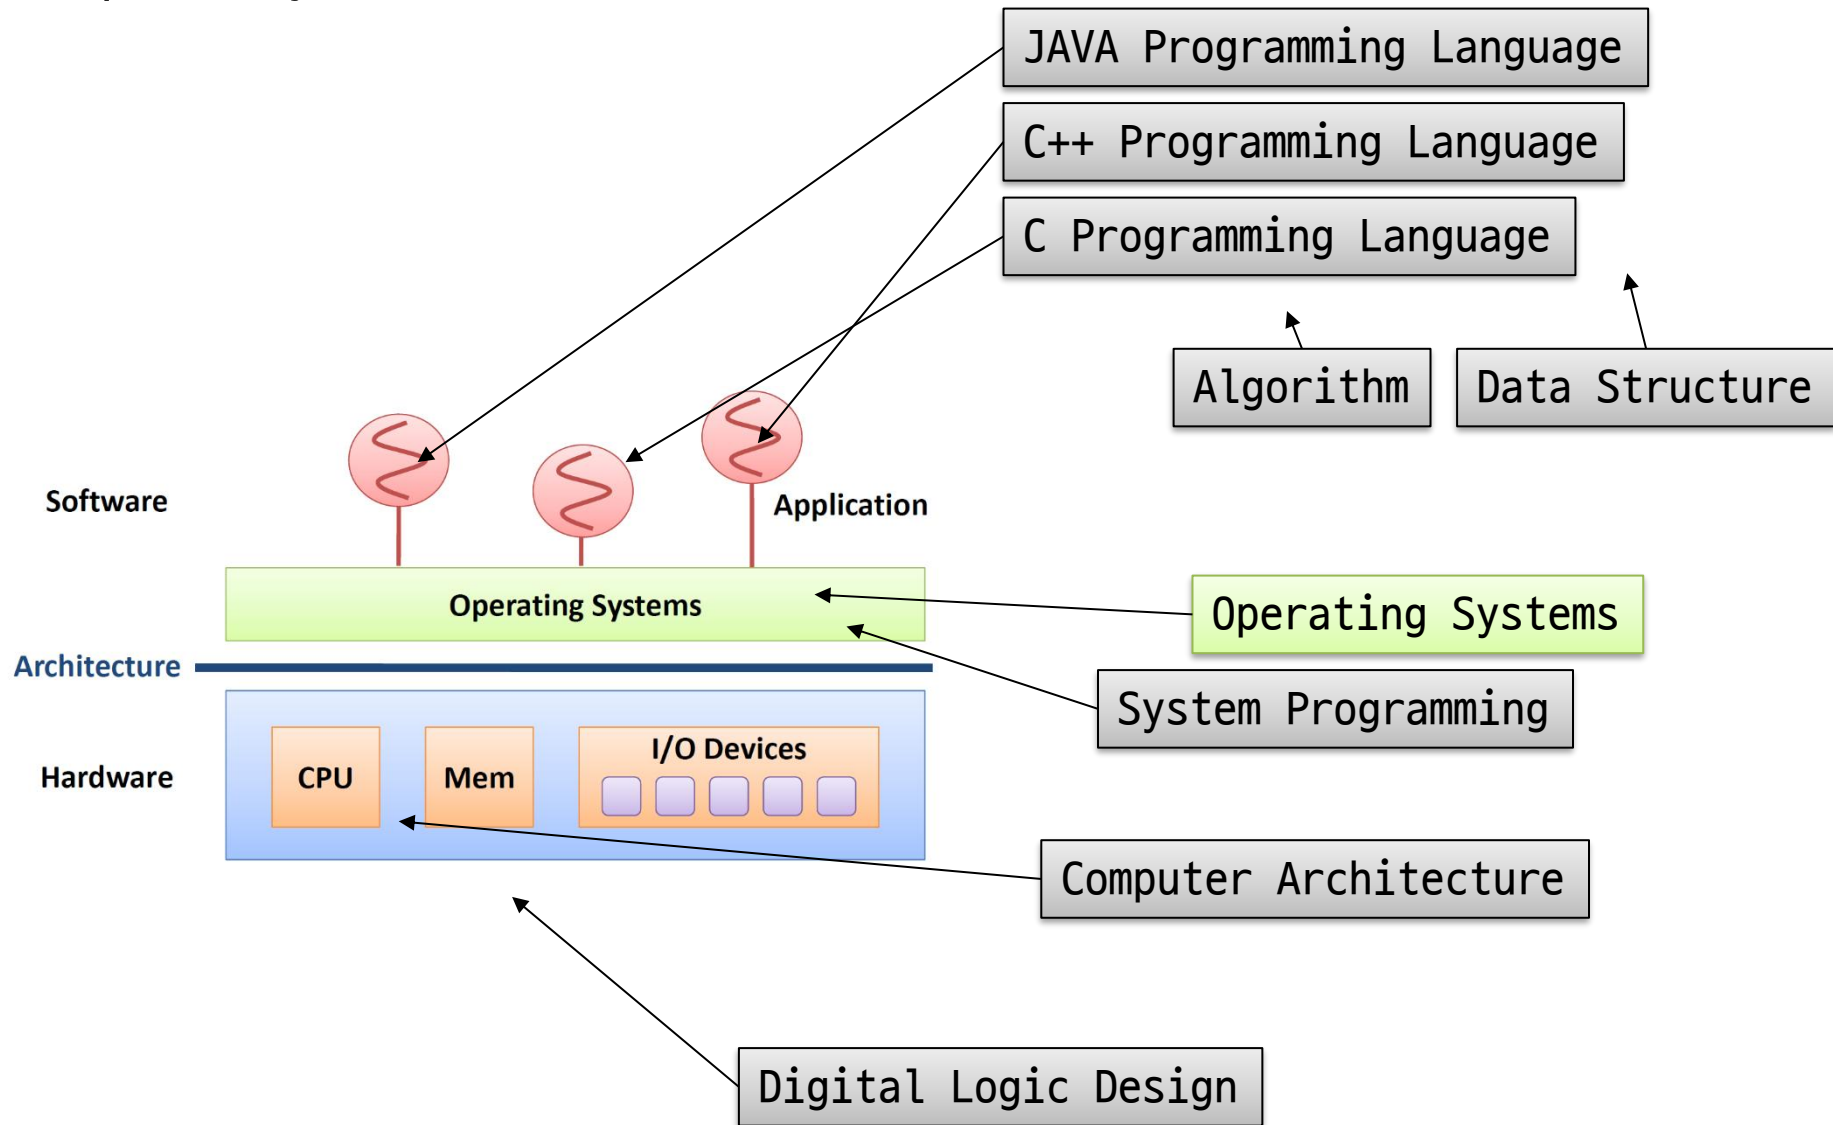 JAVA Programming Language
C++ Programming Language
C Programming Language
Algorithm
Data Structure
Software
Application
Operating Systems
Operating Systems
Architecture
System Programming
Hardware
CPU
Mem
I/O Devices
Computer Architecture
Digital Logic Design